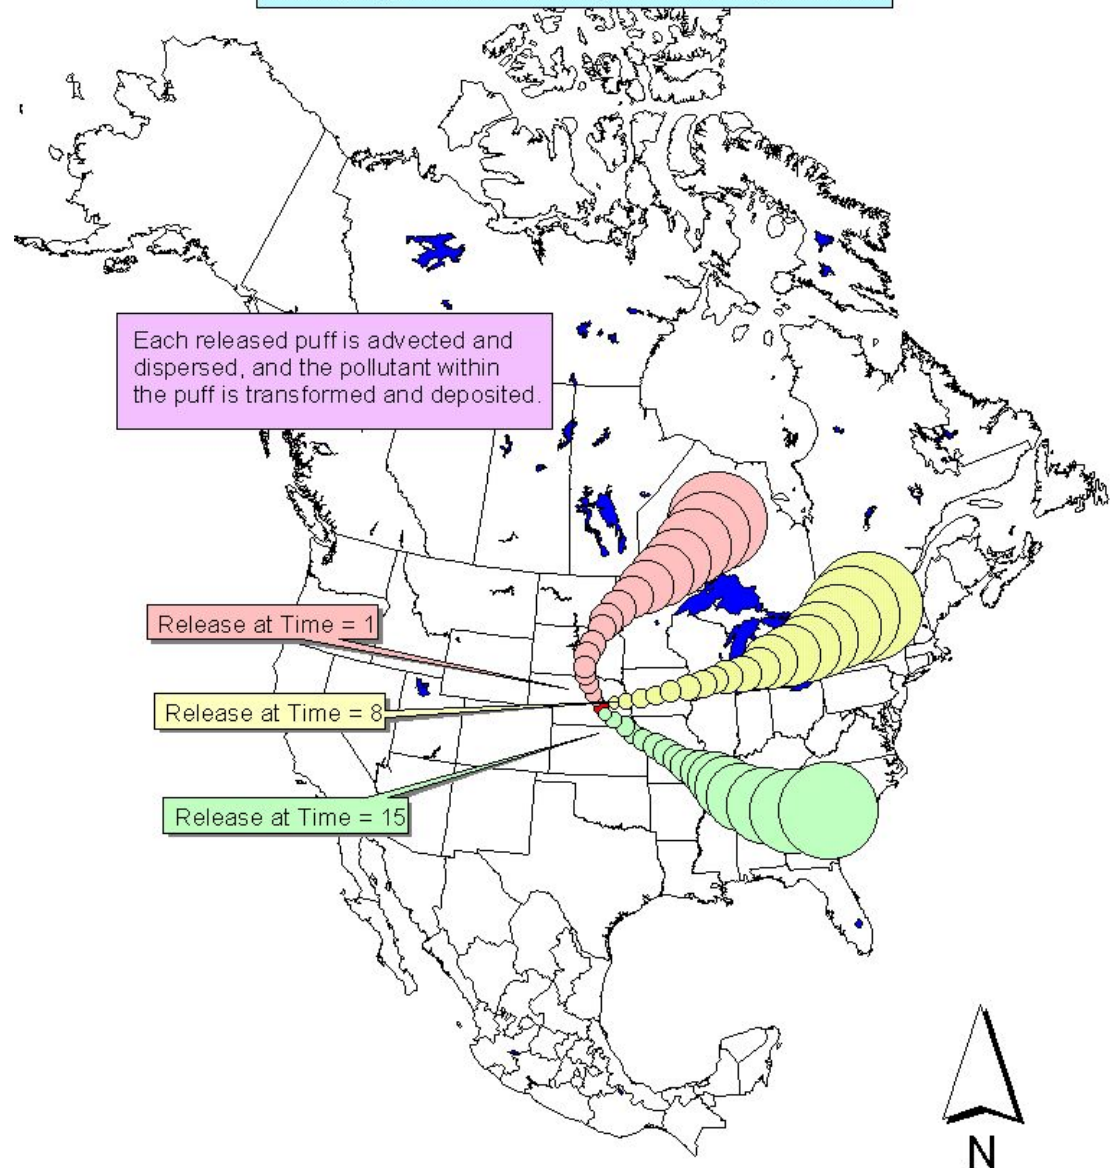 Each released puff is advected and
dispersed, and the pollutant within
the puff is transformed and deposited.
Release at Time = 1
Release at Time = 8
Release at Time = 15
N